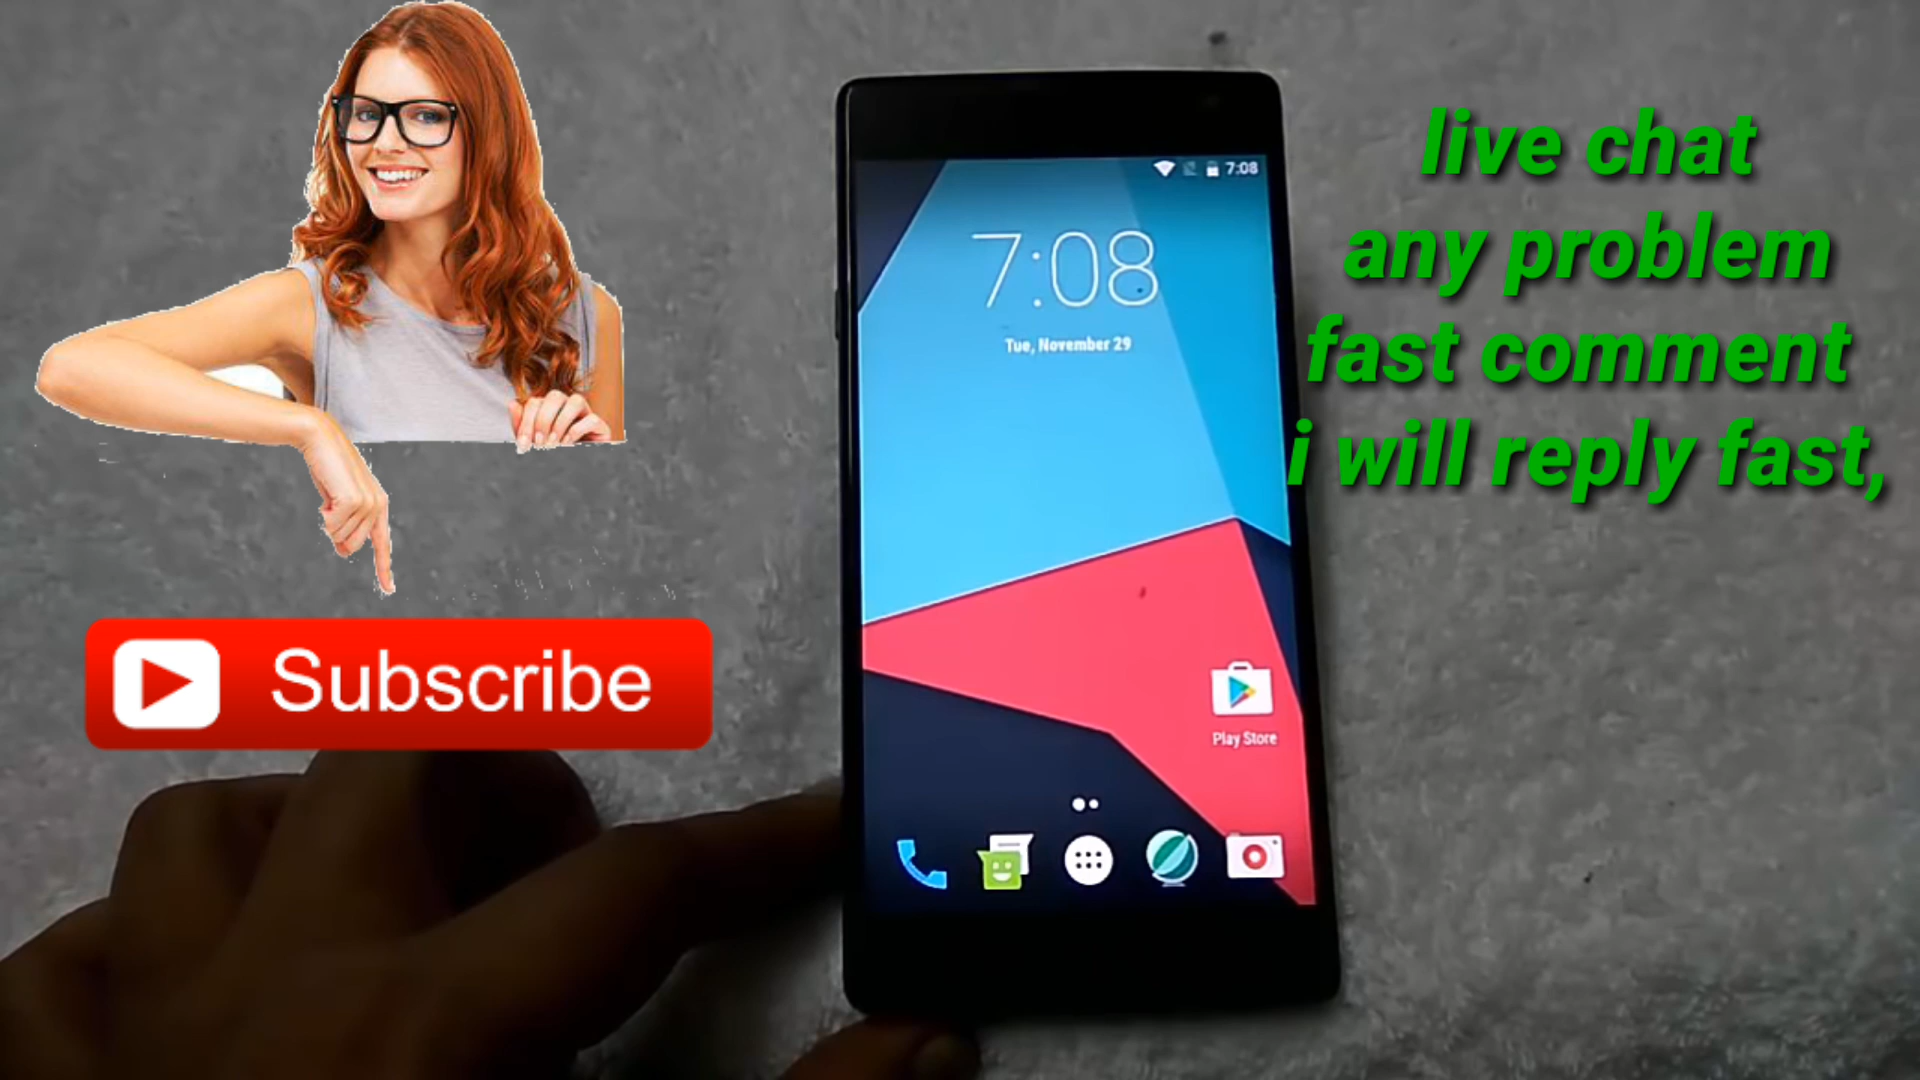 live chat
any problem
fast comment
i will reply fast,
7:08
7:08
Tue, November 29
Subscribe
Play Store